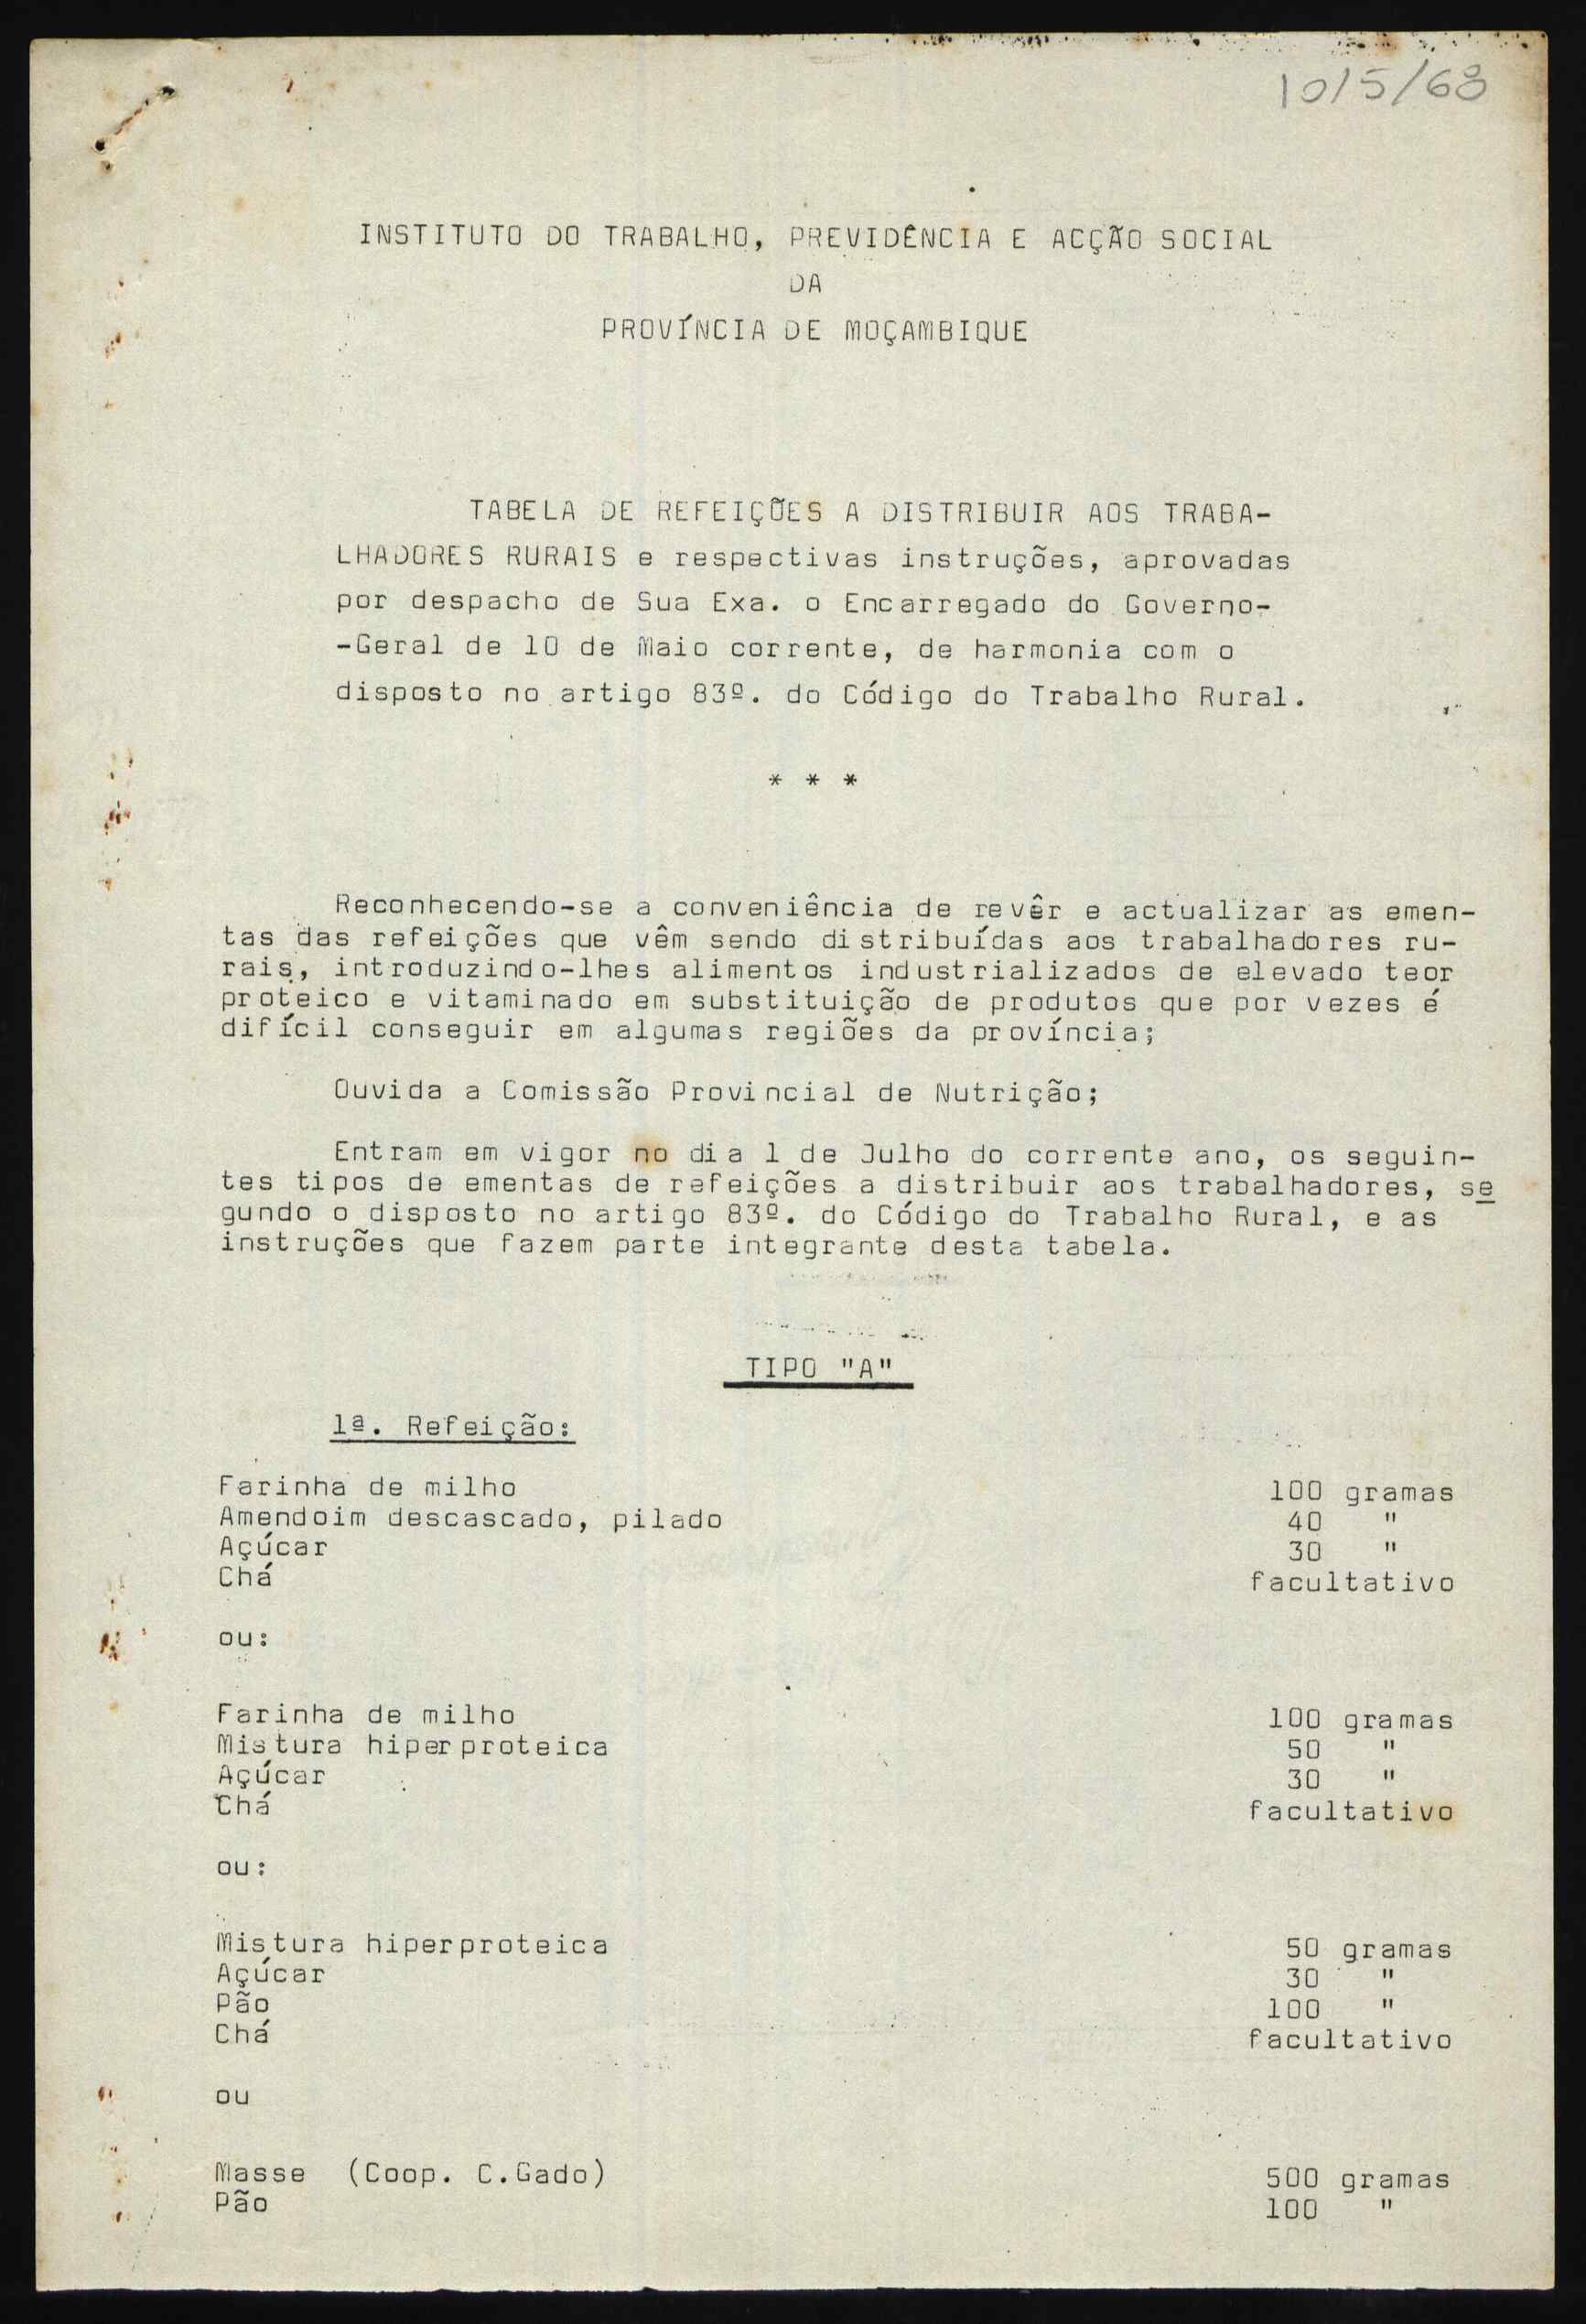 1015/68
INSTITUTO DO TRABALHO, PREVIDÊNCIA E ACÇÃO SOCIAL
DA
PROVÍNCIA DE MOÇAMBIQUE
TABELA DE REFEIÇÕES A DISTRIBUIR AOS TRABA-
LHADORES RURAIS e respectivas instruções, aprovadas
por despacho de Sua Exa. o Encarregado do Governo-
-Geral de 10 de Maio corrente, de harmonia com o
disposto no artigo 83º. do Código do Trabalho Rural.
* * *
Reconhecendo-se a conveniência de revêr e actualizar as emen-
tas das refeições que vêm sendo distribuídas aos trabalhadores ru-
rais, introduzindo-lhes alimentos industrializados de elevado teor
proteico e vitaminado em substituição de produtos que por vezes é
difícil conseguir em algumas regiões da província;
Ouvida a Comissão Provincial de Nutrição;
Entram em vigor no dia 1 de Julho do corrente ano, os seguin-
tes tipos de ementas de refeições a distribuir aos trabalhadores, se
gundo o disposto no artigo 83º. do Código do Trabalho Rural, e as
instruções que fazem parte integrante desta tabela.
TIPO "A"
1ª. Refeição:
Farinha de milho 100 gramas
Amendoim descascado, pilado 40 "
Açúcar 30 "
Chá facultativo
ou:
Farinha de milho 100 gramas
Mistura hiperproteica 50 "
Açúcar 30 "
Chá facultativo
ou:
Mistura hiperproteica 50 gramas
Açúcar 30 "
Pão 100 "
Chá facultativo
ou
Masse (Coop. C.Gado) 500 gramas
Pão 100 "